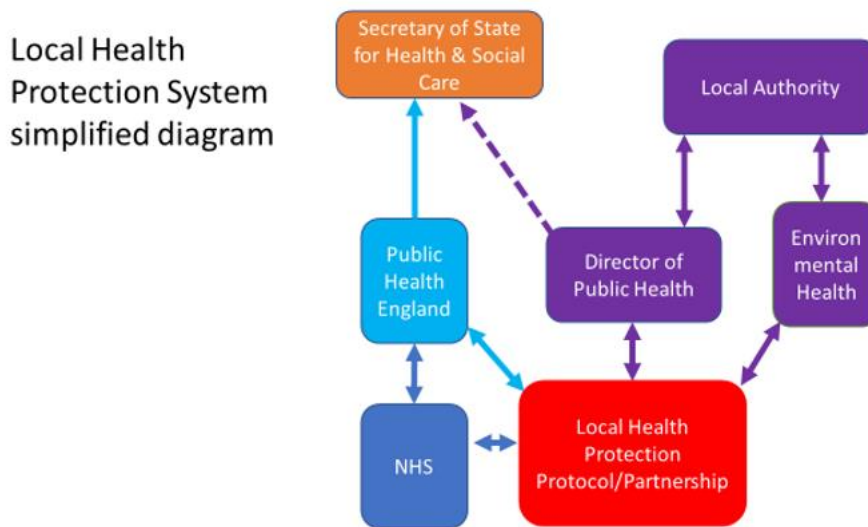 Local Health
Protection System
simplified diagram
Secretary of State
for Health & Social
Care
Local Authority
Public
Health
England
Director of
Public Health
Environ
mental
Health
NHS
Local Health
Protection
Protocol/Partnership